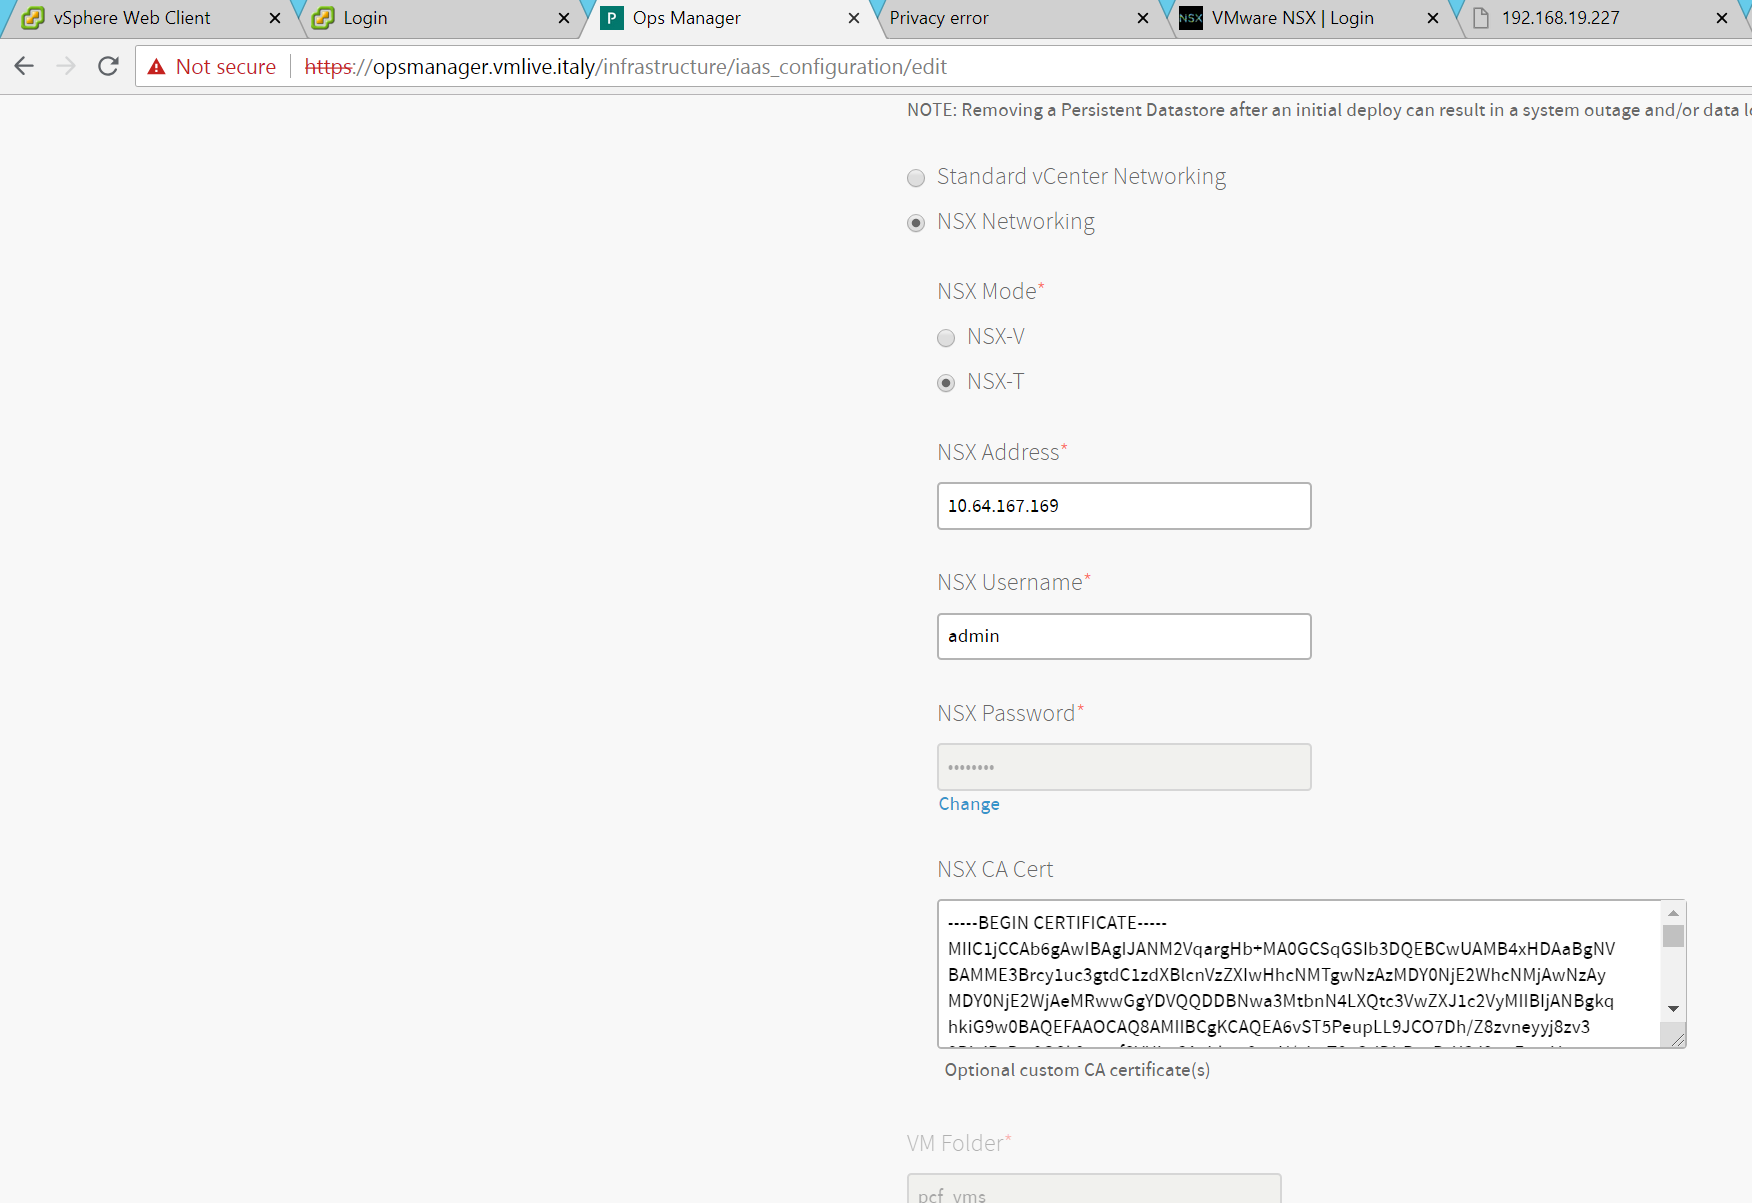 vSphere Web Client
Login
P Ops Manager
Privacy error
NSX VMware NSX | Login
192.168.19.227
Not secure https://opsmanager.vmlive.italy/infrastructure/iaas_configuration/edit
NOTE: Removing a Persistent Datastore after an initial deploy can result in a system outage and/or data
Standard vCenter Networking
NSX Networking
NSX Mode*
NSX-V
NSX-T
NSX Address*
10.64.167.169
NSX Username*
admin
NSX Password*
••••••••
Change
NSX CA Cert
-----BEGIN CERTIFICATE-----
MIIC1jCCAb6gAwIBAgIJANM2VqargHb+MA0GCSqGSIb3DQEBCwUAMB4xHDAaBgNV
BAMME3Brcy1uc3gtdC1zdXBlcnVzZXIwHhcNMTgwNzAzMDY0NjE2WhcNMjAwNzAy
MDY0NjE2WjAeMRwwGgYDVQQDDBNwa3MtbnN4LXQtc3VwZXJ1c2VyMIIBIjANBgkq
hkiG9w0BAQEFAAOCAQ8AMIIBCgKCAQEA6vST5PeupLL9JCO7Dh/Z8zvneyyj8zv3
Optional custom CA certificate(s)
VM Folder*
pcf_vms